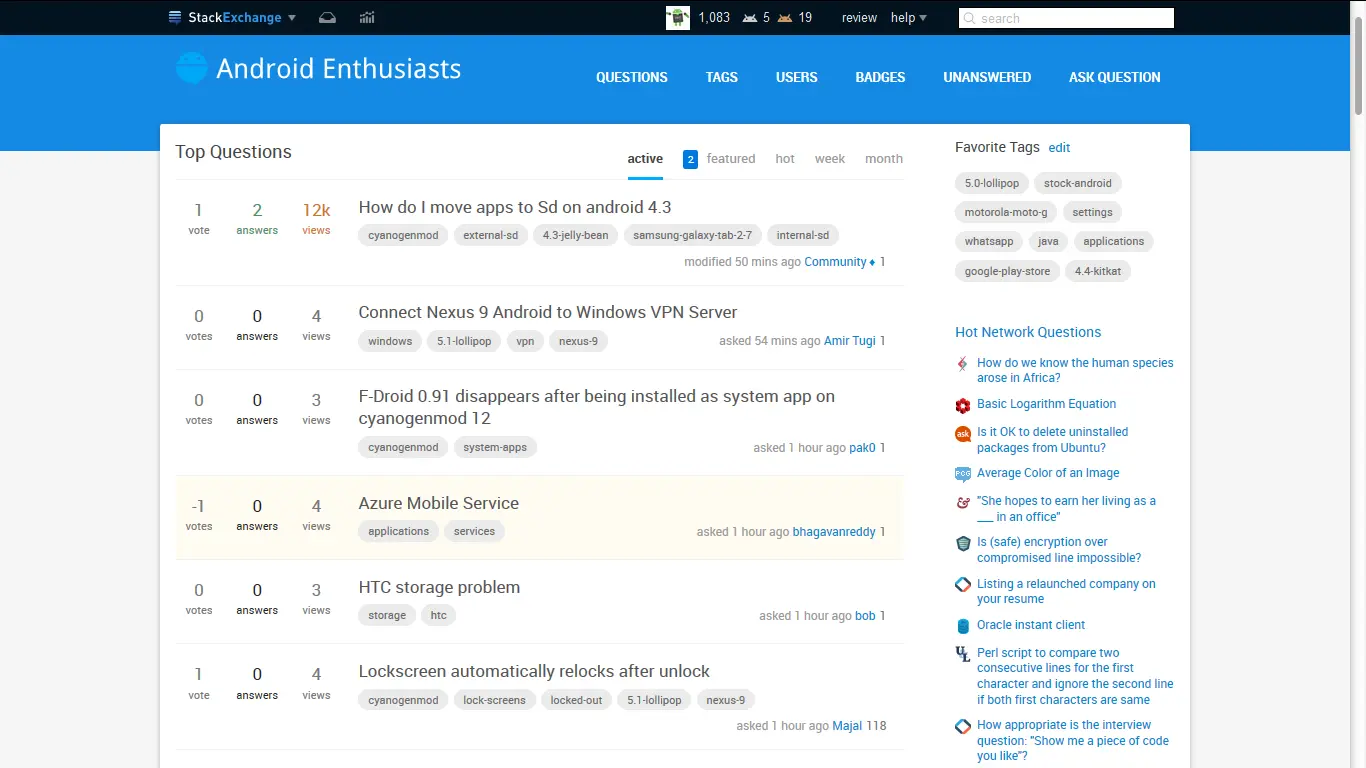 StackExchange 1,083 5 19 review help search
Android Enthusiasts
QUESTIONS TAGS USERS BADGES UNANSWERED ASK QUESTION
Top Questions
active 2 featured hot week month
1 vote 2 answers 12k views
How do I move apps to Sd on android 4.3
cyanogenmod external-sd 4.3-jelly-bean samsung-galaxy-tab-2-7 internal-sd
modified 50 mins ago Community ♦ 1
0 votes 0 answers 4 views
Connect Nexus 9 Android to Windows VPN Server
windows 5.1-lollipop vpn nexus-9
asked 54 mins ago Amir Tugi 1
0 votes 0 answers 3 views
F-Droid 0.91 disappears after being installed as system app on
cyanogenmod 12
cyanogenmod system-apps
asked 1 hour ago pak0 1
-1 votes 0 answers 4 views
Azure Mobile Service
applications services
asked 1 hour ago bhagavanreddy 1
0 votes 0 answers 3 views
HTC storage problem
storage htc
asked 1 hour ago bob 1
1 vote 0 answers 4 views
Lockscreen automatically relocks after unlock
cyanogenmod lock-screens locked-out 5.1-lollipop nexus-9
asked 1 hour ago Majal 118
Favorite Tags edit
5.0-lollipop stock-android
motorola-moto-g settings
whatsapp java applications
google-play-store 4.4-kitkat
Hot Network Questions
How do we know the human species
arose in Africa?
Basic Logarithm Equation
ask Is it OK to delete uninstalled
packages from Ubuntu?
PCG Average Color of an Image
"She hopes to earn her living as a
___ in an office"
Is (safe) encryption over
compromised line impossible?
Listing a relaunched company on
your resume
Oracle instant client
UL Perl script to compare two
consecutive lines for the first
character and ignore the second line
if both first characters are same
How appropriate is the interview
question: "Show me a piece of code
you like"?